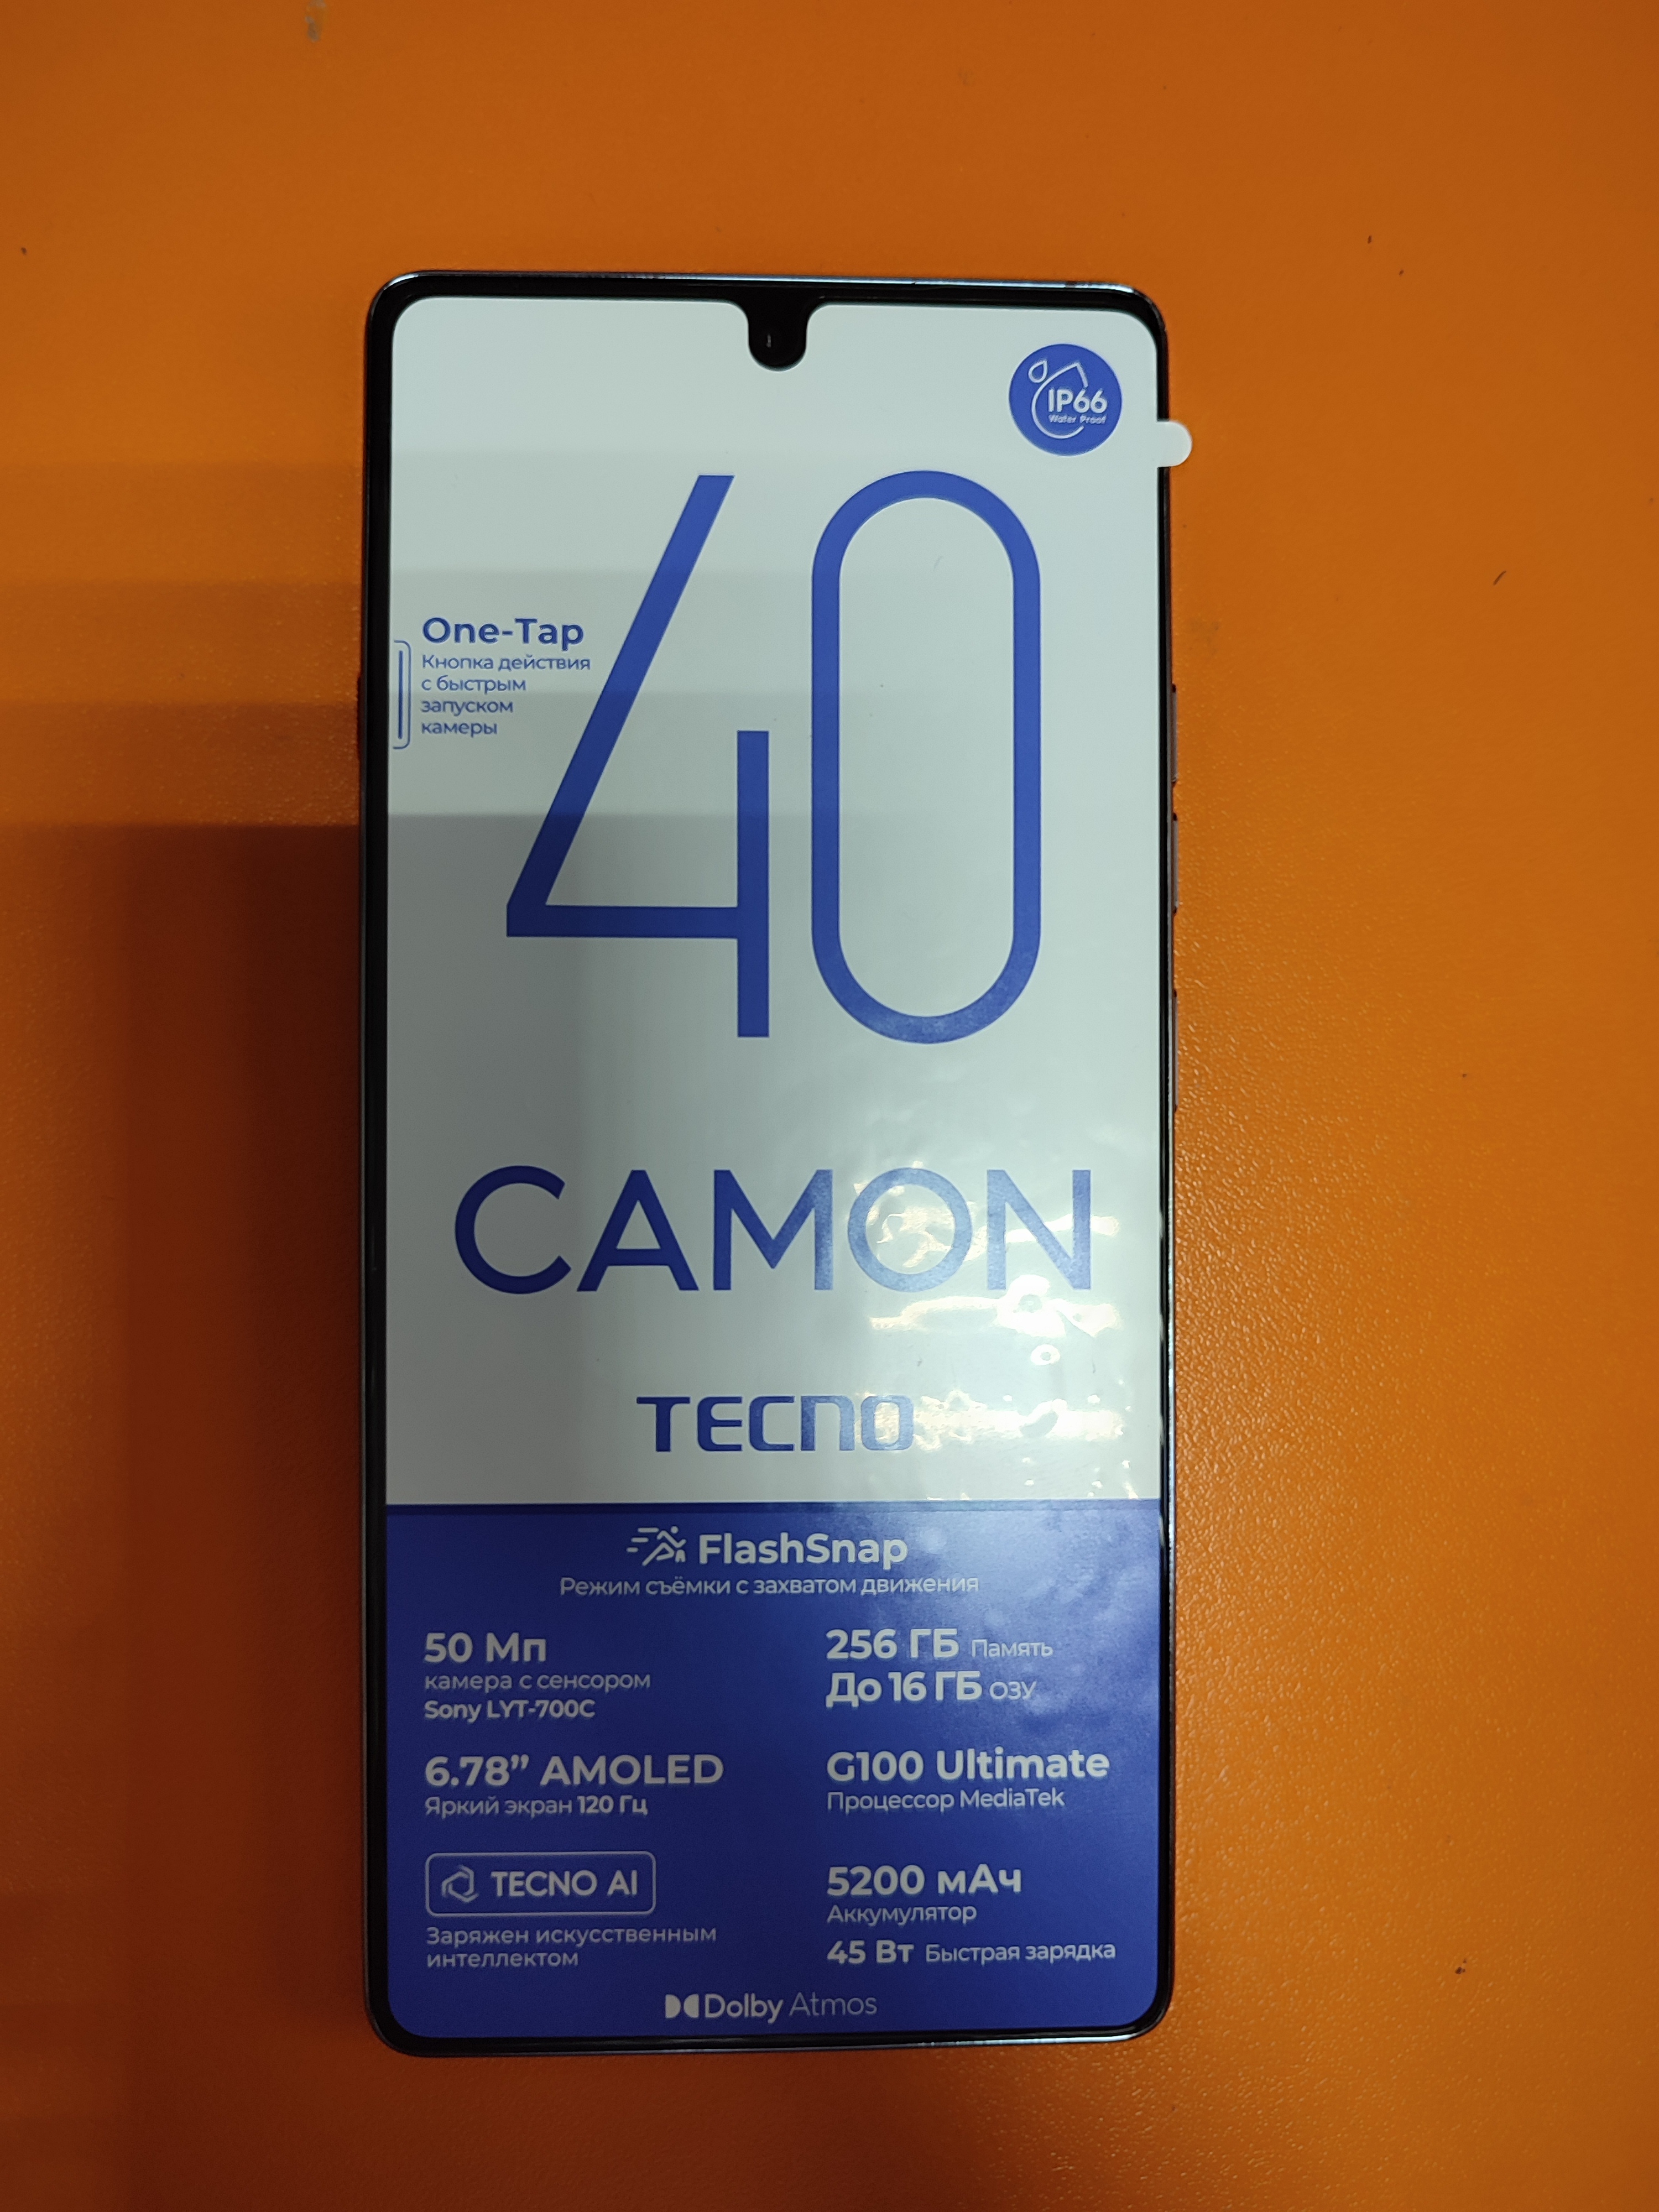 IP66
Water Proof
40
One-Tap
Кнопка действия
с быстрым
запуском
камеры
CAMON
TECNO
FlashSnap
Режим съёмки с захватом движения
50 Мп
камера с сенсором
Sony LYT-700C
256 ГБ Память
До 16 ГБ ОЗУ
6.78” AMOLED
Яркий экран 120 Гц
G100 Ultimate
Процессор MediaTek
TECNO AI
Заряжен искусственным
интеллектом
5200 мАч
Аккумулятор
45 Вт Быстрая зарядка
Dolby Atmos